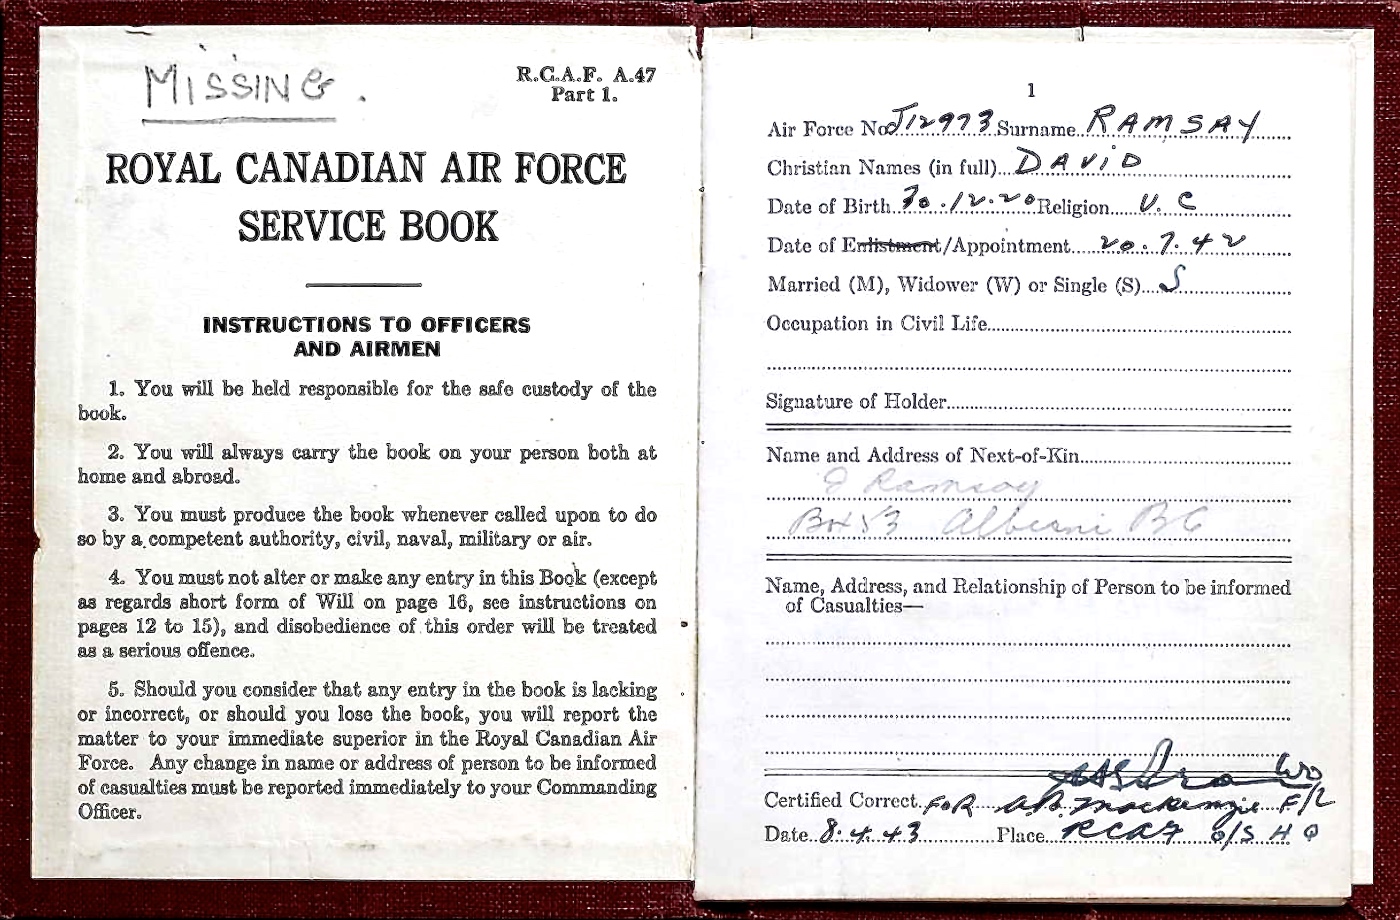 MISSING.
R.C.A.F. A.47
Part 1.
ROYAL CANADIAN AIR FORCE
SERVICE BOOK
INSTRUCTIONS TO OFFICERS
AND AIRMEN
1. You will be held responsible for the safe custody of the
book.
2. You will always carry the book on your person both at
home and abroad.
3. You must produce the book whenever called upon to do
so by a competent authority, civil, naval, military or air.
4. You must not alter or make any entry in this Book (except
as regards short form of Will on page 16, see instructions on
pages 12 to 15), and disobedience of this order will be treated
as a serious offence.
5. Should you consider that any entry in the book is lacking
or incorrect, or should you lose the book, you will report the
matter to your immediate superior in the Royal Canadian Air
Force. Any change in name or address of person to be informed
of casualties must be reported immediately to your Commanding
Officer.
1
Air Force No. J12973 Surname RAMSAY
Christian Names (in full) DAVID
Date of Birth 30.12.20 Religion U.C
Date of Enlistment/Appointment 20.7.42
Married (M), Widower (W) or Single (S) S
Occupation in Civil Life
Signature of Holder
Name and Address of Next-of-Kin
Ramsay
Box 53 Alberni BC
Name, Address, and Relationship of Person to be informed
of Casualties—
WO
Certified Correct FOR A.B. Mackenzie F/L
Date 8.4.43 Place RCAF O/S H Q